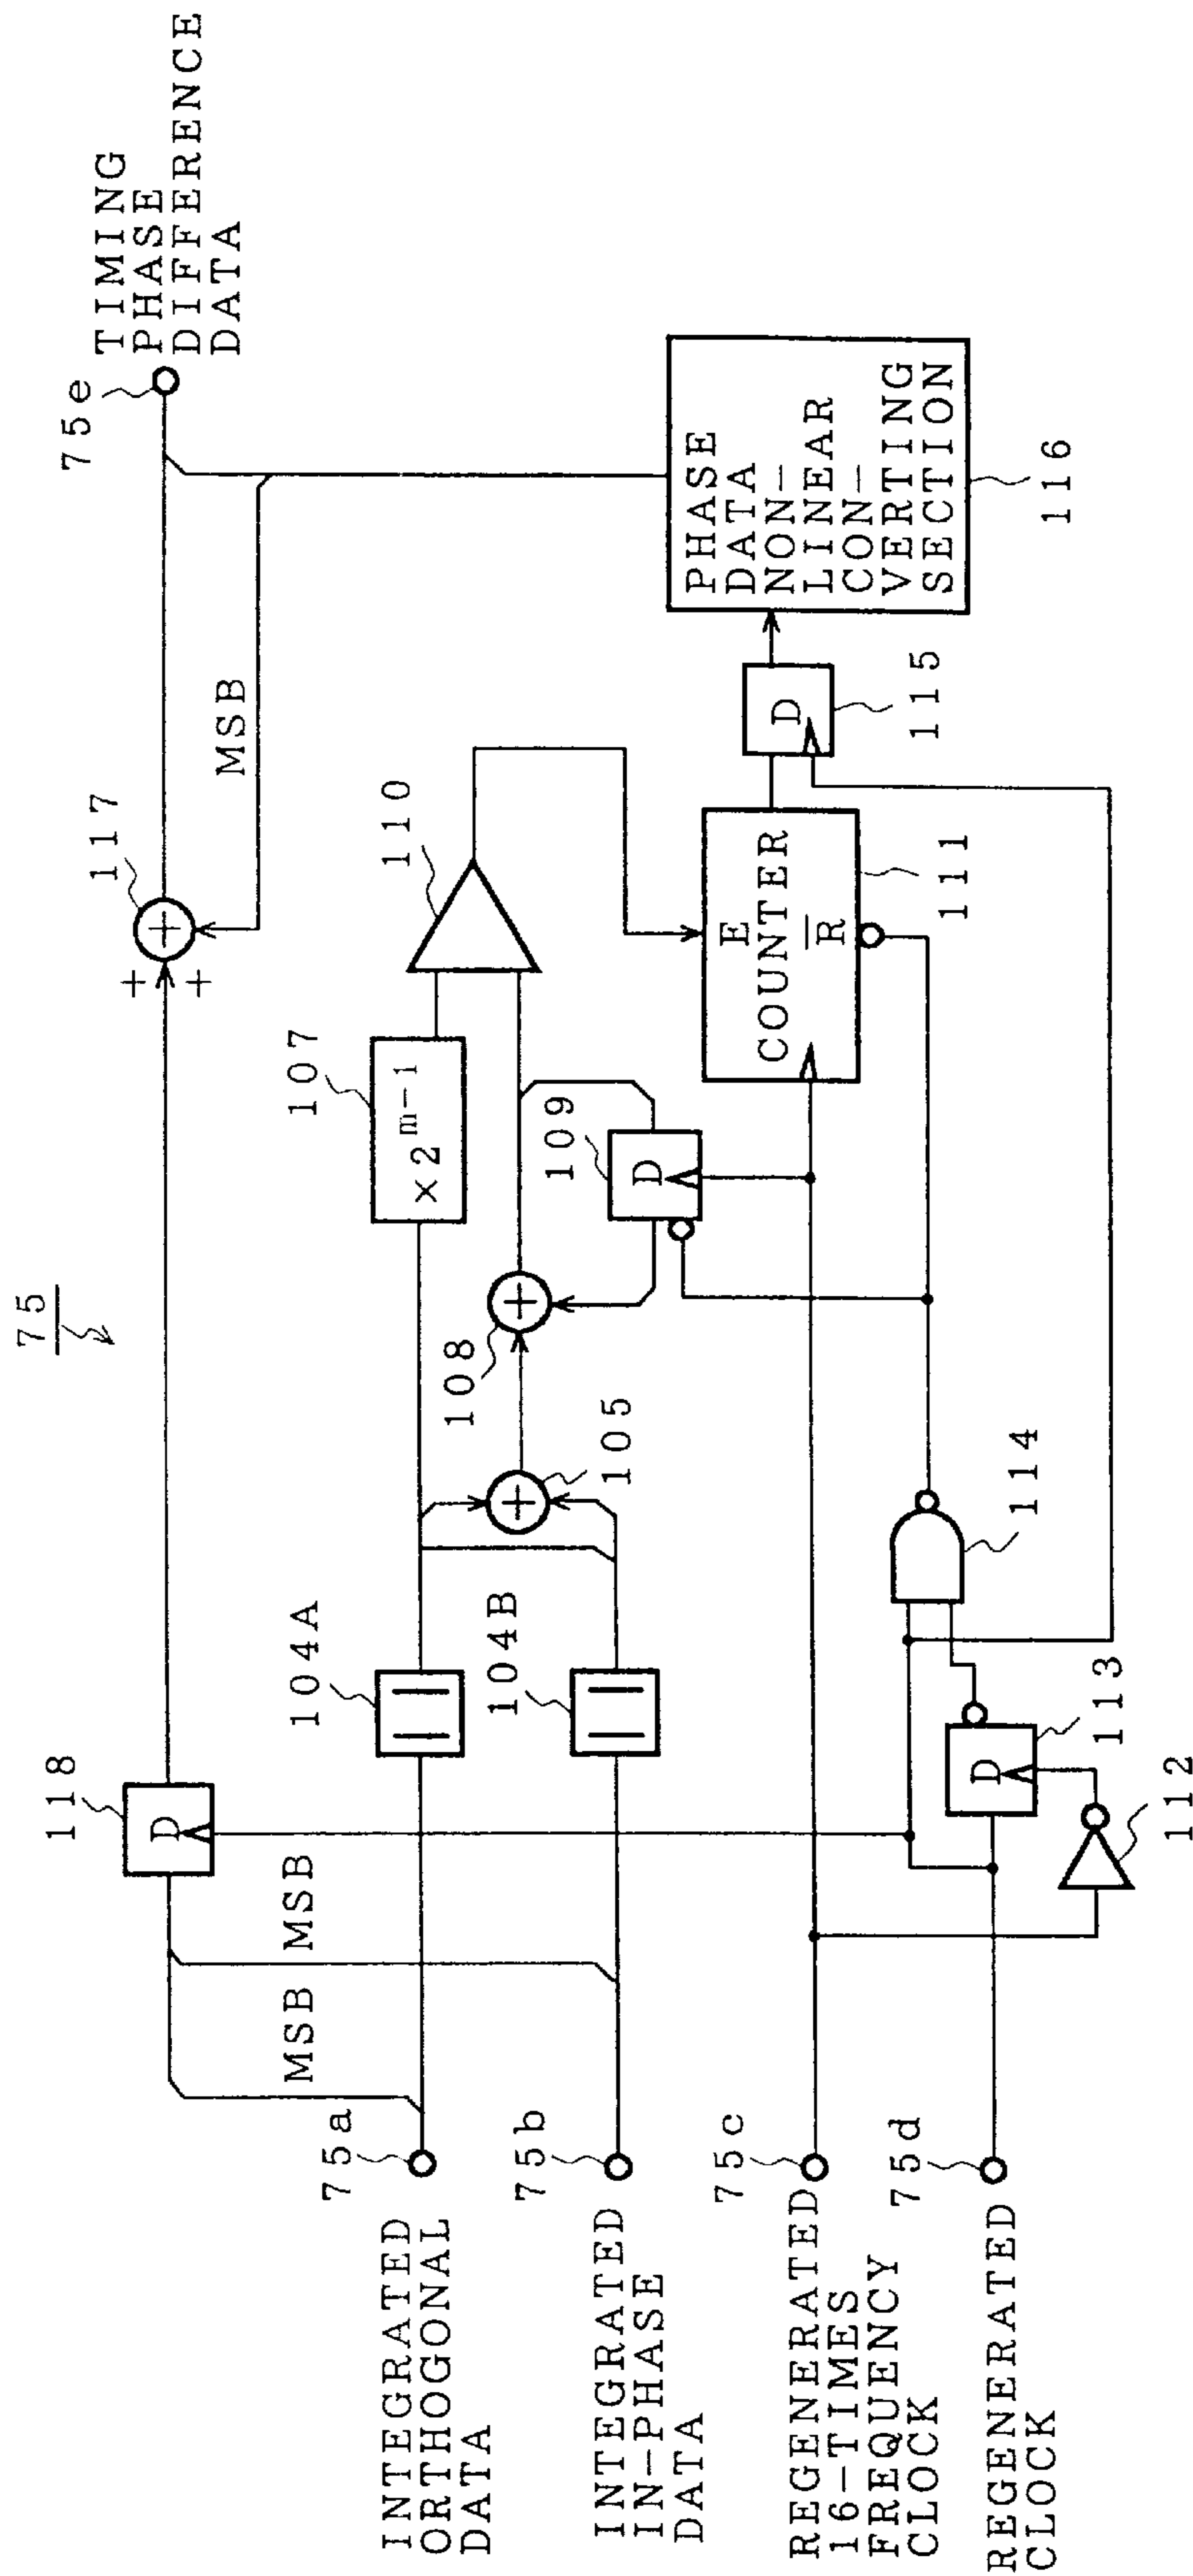 75
118
D
MSB
MSB
117
+
+
+
MSB
75e
TIMING
PHASE
DIFFERENCE
DATA
75a
INTEGRATED
ORTHOGONAL
DATA
104A
| |
107
×2^{m-1}
110
75b
INTEGRATED
IN-PHASE
DATA
104B
| |
105
+
108
+
109
D
75c
REGENERATED
16-TIMES
FREQUENCY
CLOCK
E
COUNTER
R̅
111
D
115
PHASE
DATA
NON-
LINEAR
CON-
VERTING
SECTION
116
75d
REGENERATED
CLOCK
112
D
113
114